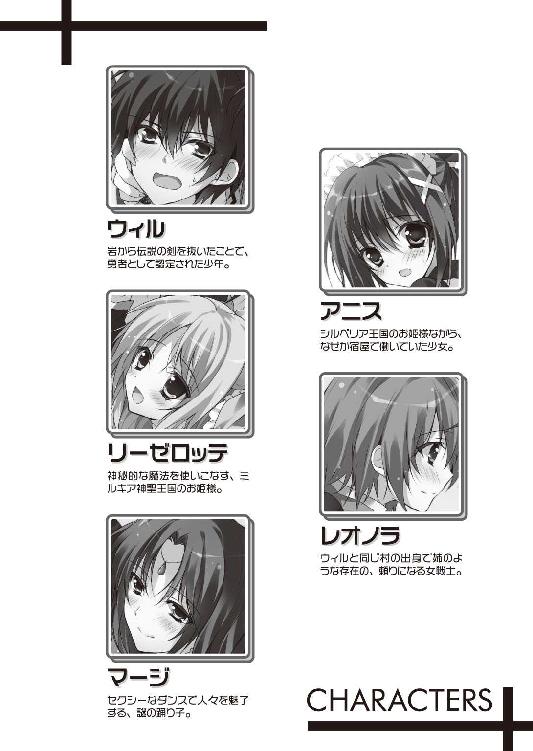 ウィル
岩から伝説の剣を抜いたことで、
勇者として認定された少年。
リーゼロッテ
神秘的な魔法を使いこなす、ミ
ルキア神聖王国のお姫様。
マージ
セクシーなダンスで人々を魅了
する、謎の踊り子。
アニス
シルベリア王国のお姫様ながら、
なぜか宿屋で働いていた少女。
レオノラ
ウィルと同じ村の出身で姉のよ
うな存在の、頼りになる女戦士。
CHARACTERS